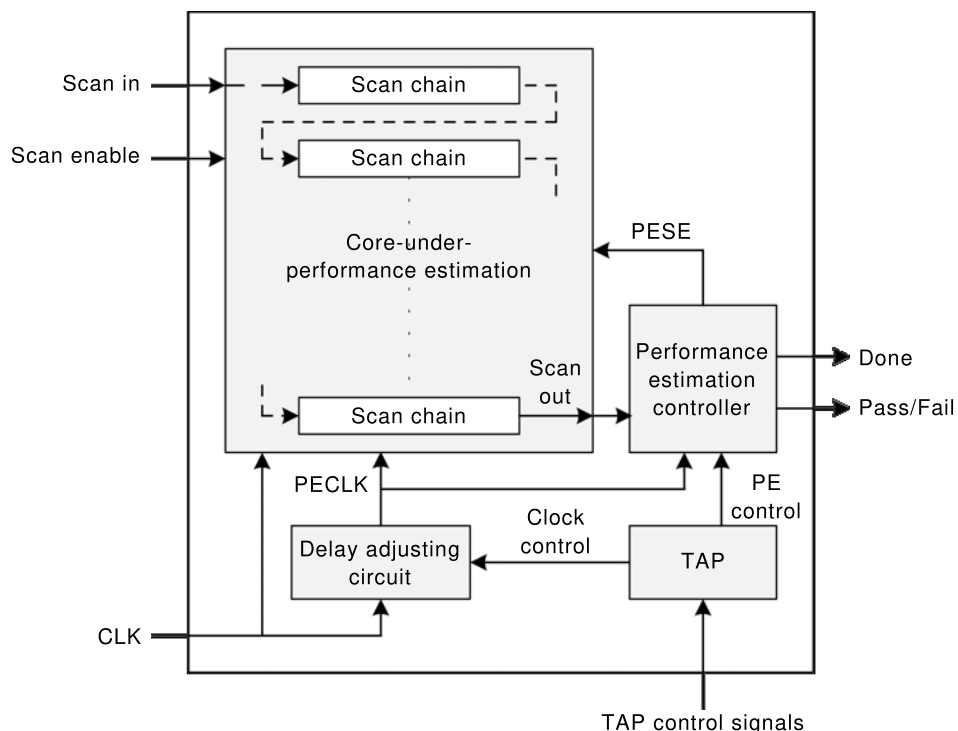 Scan in
Scan chain
Scan enable
Scan chain
Core-under-
performance estimation
PESE
Performance
estimation
controller
Done
Pass/Fail
Scan
out
Scan chain
PECLK
PE
control
Clock
control
Delay adjusting
circuit
TAP
CLK
TAP control signals